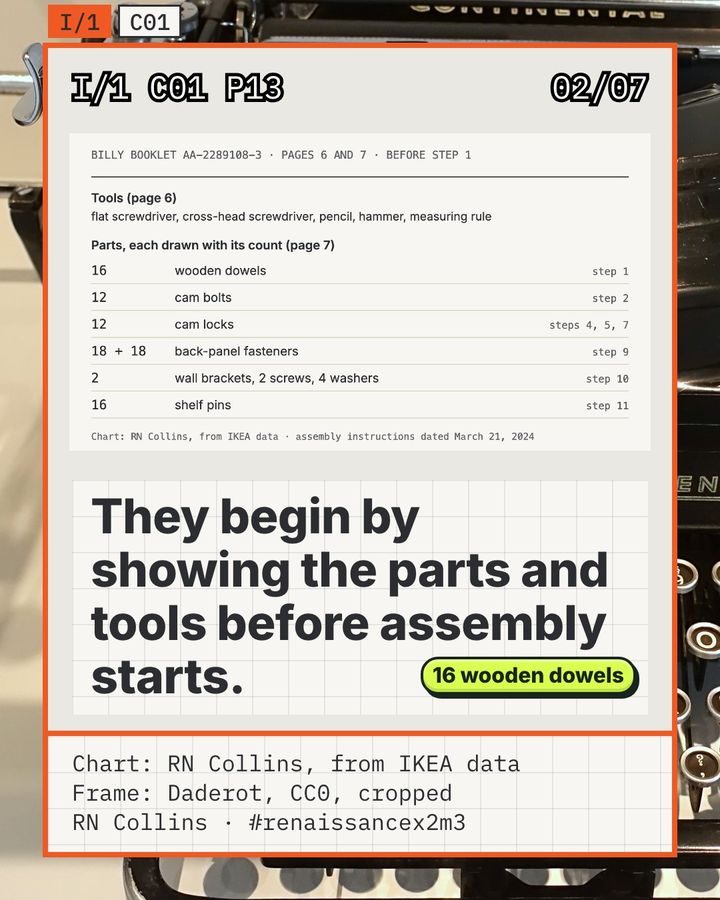 CONTINENTAL
I/1 C01
I/1 C01 P13 02/07
BILLY BOOKLET AA-2289108-3 · PAGES 6 AND 7 · BEFORE STEP 1
Tools (page 6)
flat screwdriver, cross-head screwdriver, pencil, hammer, measuring rule
Parts, each drawn with its count (page 7)
16 wooden dowels step 1
12 cam bolts step 2
12 cam locks steps 4, 5, 7
18 + 18 back-panel fasteners step 9
2 wall brackets, 2 screws, 4 washers step 10
16 shelf pins step 11
Chart: RN Collins, from IKEA data · assembly instructions dated March 21, 2024
They begin by
showing the parts and
tools before assembly
starts.
16 wooden dowels
EN
Chart: RN Collins, from IKEA data
Frame: Daderot, CC0, cropped
RN Collins · #renaissancex2m3